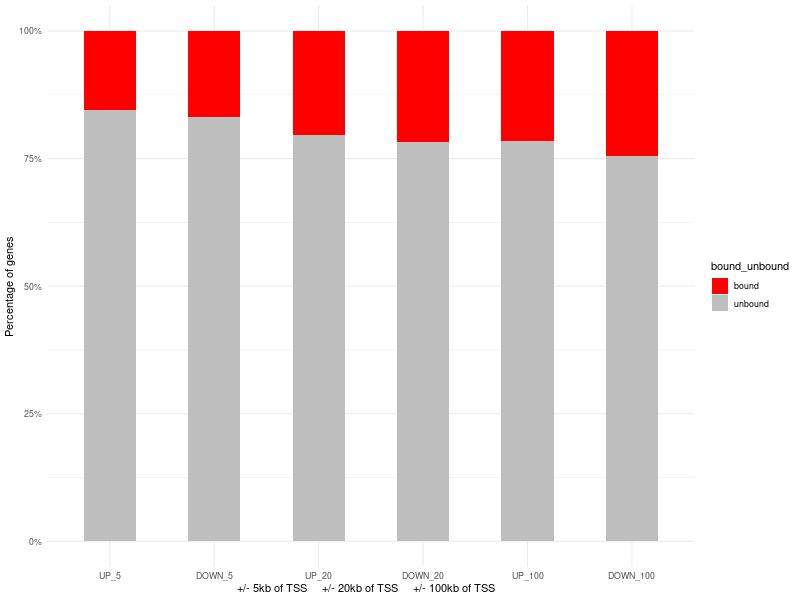 100%
75%
50%
25%
0%
Percentage of genes
UP_5 DOWN_5 UP_20 DOWN_20 UP_100 DOWN_100
+/- 5kb of TSS +/- 20kb of TSS +/- 100kb of TSS
bound_unbound
bound
unbound